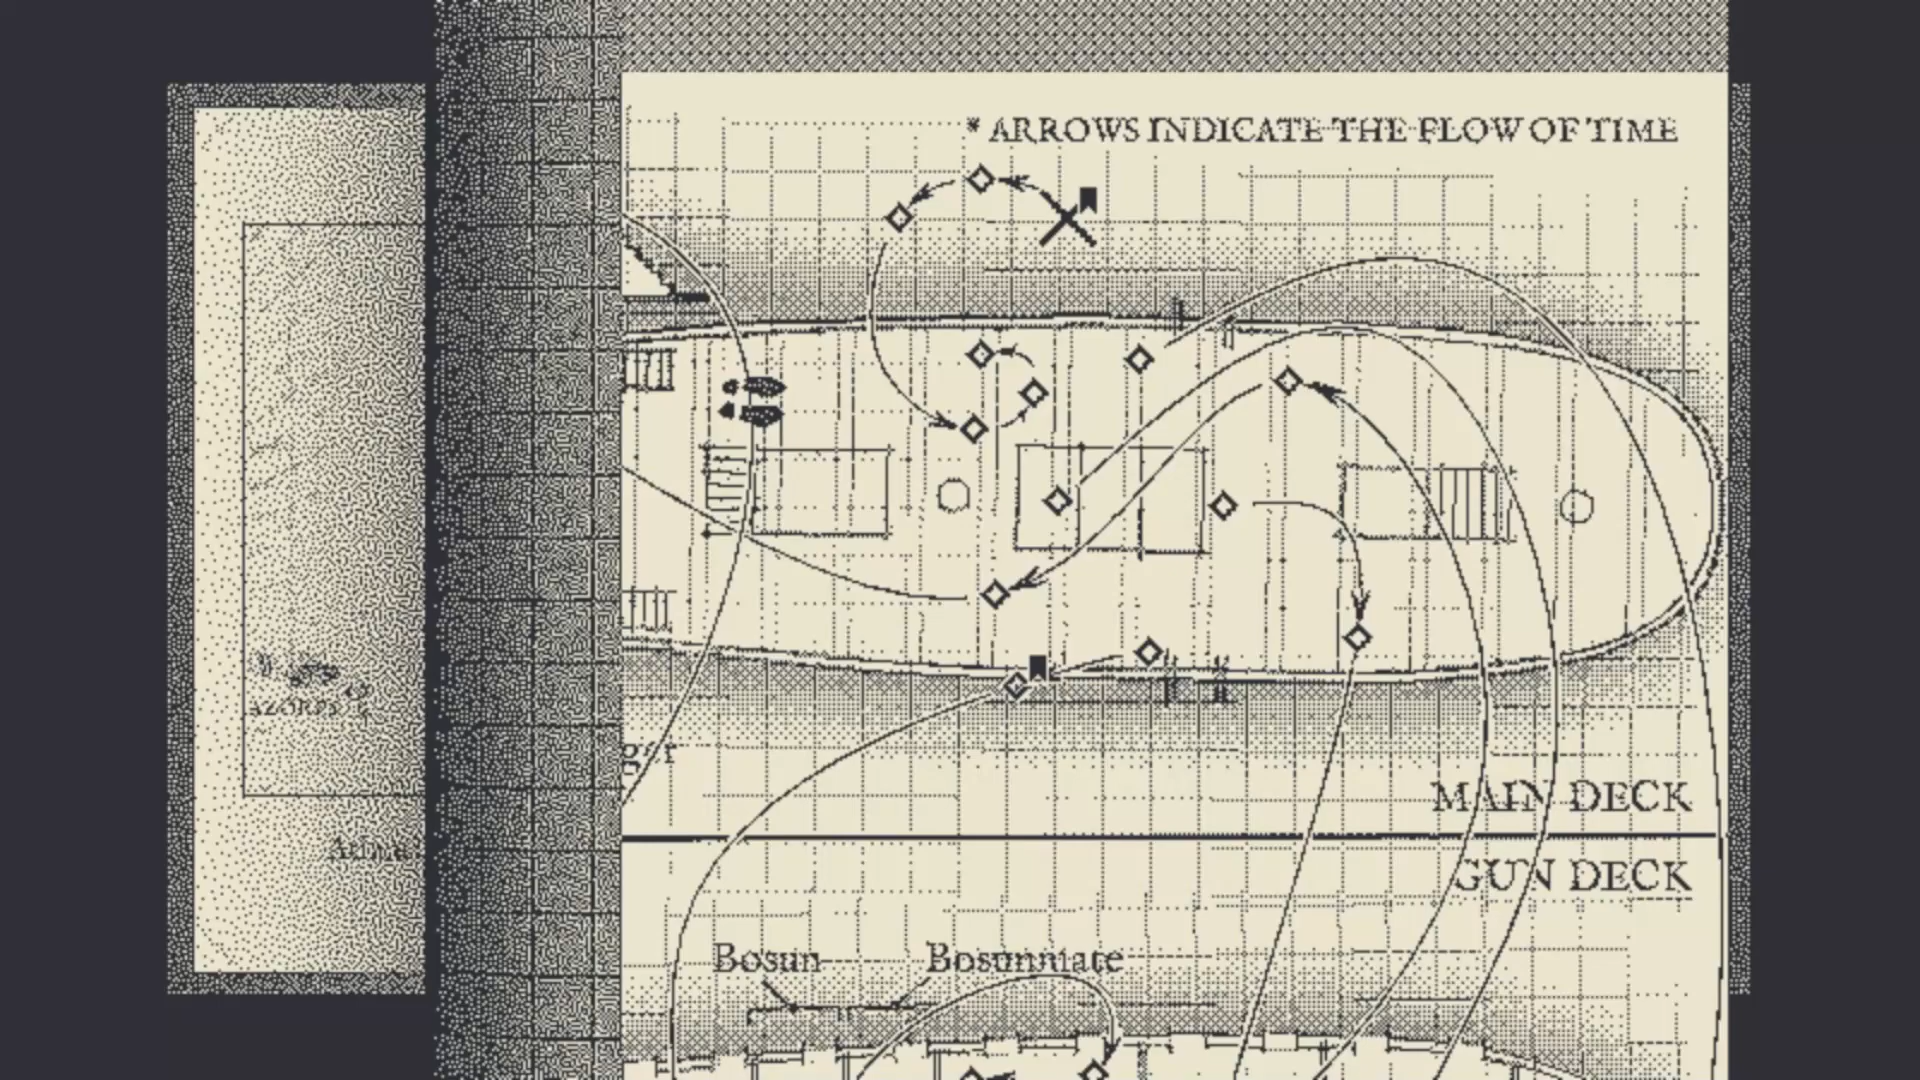 * ARROWS INDICATE THE FLOW OF TIME
MAIN DECK
GUN DECK
Bosun
Bosunmate